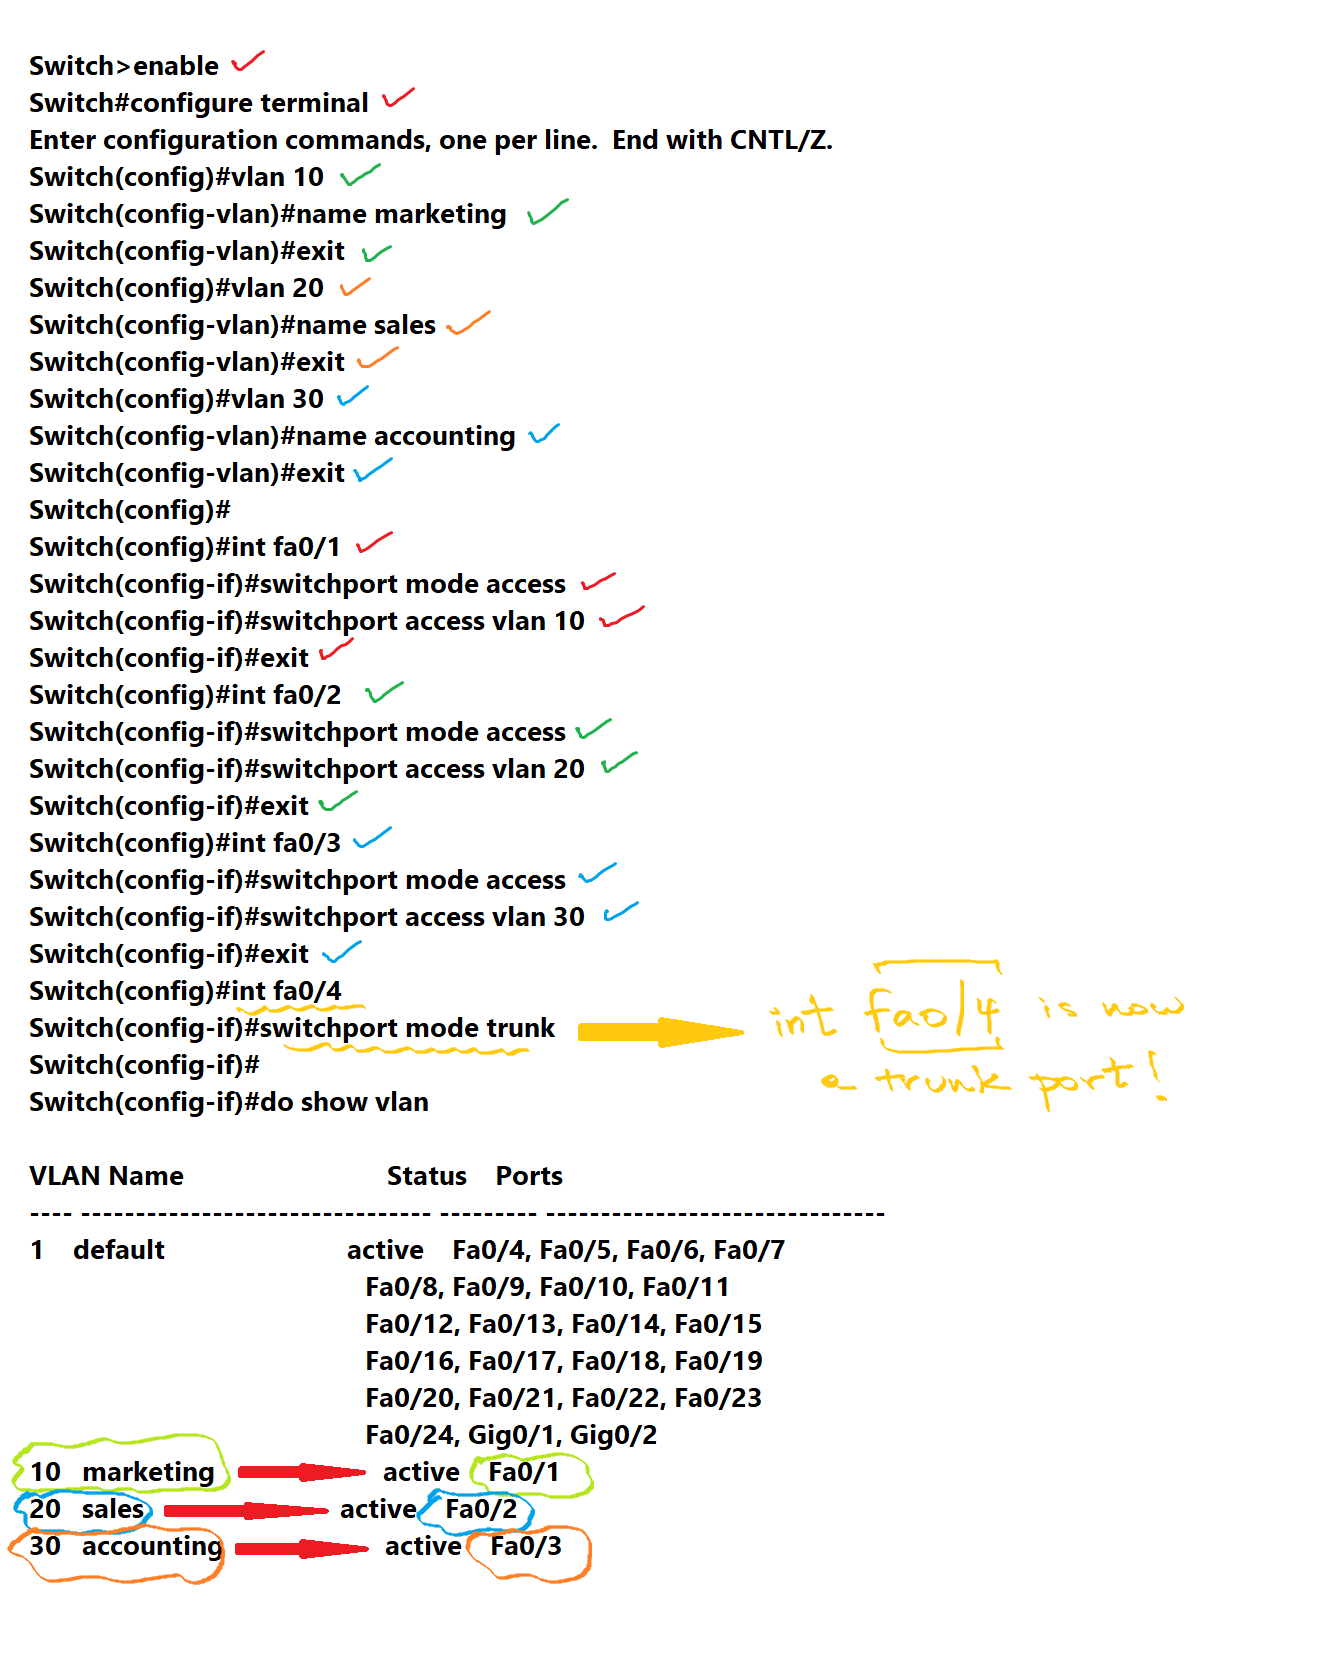 Switch>enable
Switch#configure terminal
Enter configuration commands, one per line.  End with CNTL/Z.
Switch(config)#vlan 10
Switch(config-vlan)#name marketing
Switch(config-vlan)#exit
Switch(config)#vlan 20
Switch(config-vlan)#name sales
Switch(config-vlan)#exit
Switch(config)#vlan 30
Switch(config-vlan)#name accounting
Switch(config-vlan)#exit
Switch(config)#
Switch(config)#int fa0/1
Switch(config-if)#switchport mode access
Switch(config-if)#switchport access vlan 10
Switch(config-if)#exit
Switch(config)#int fa0/2
Switch(config-if)#switchport mode access
Switch(config-if)#switchport access vlan 20
Switch(config-if)#exit
Switch(config)#int fa0/3
Switch(config-if)#switchport mode access
Switch(config-if)#switchport access vlan 30
Switch(config-if)#exit
Switch(config)#int fa0/4
Switch(config-if)#switchport mode trunk
int fa0/4 is now
a trunk port!
Switch(config-if)#
Switch(config-if)#do show vlan
VLAN Name Status Ports
---- -------------------------------- --------- -------------------------------
1 default active Fa0/4, Fa0/5, Fa0/6, Fa0/7
Fa0/8, Fa0/9, Fa0/10, Fa0/11
Fa0/12, Fa0/13, Fa0/14, Fa0/15
Fa0/16, Fa0/17, Fa0/18, Fa0/19
Fa0/20, Fa0/21, Fa0/22, Fa0/23
Fa0/24, Gig0/1, Gig0/2
10 marketing active Fa0/1
20 sales active Fa0/2
30 accounting active Fa0/3